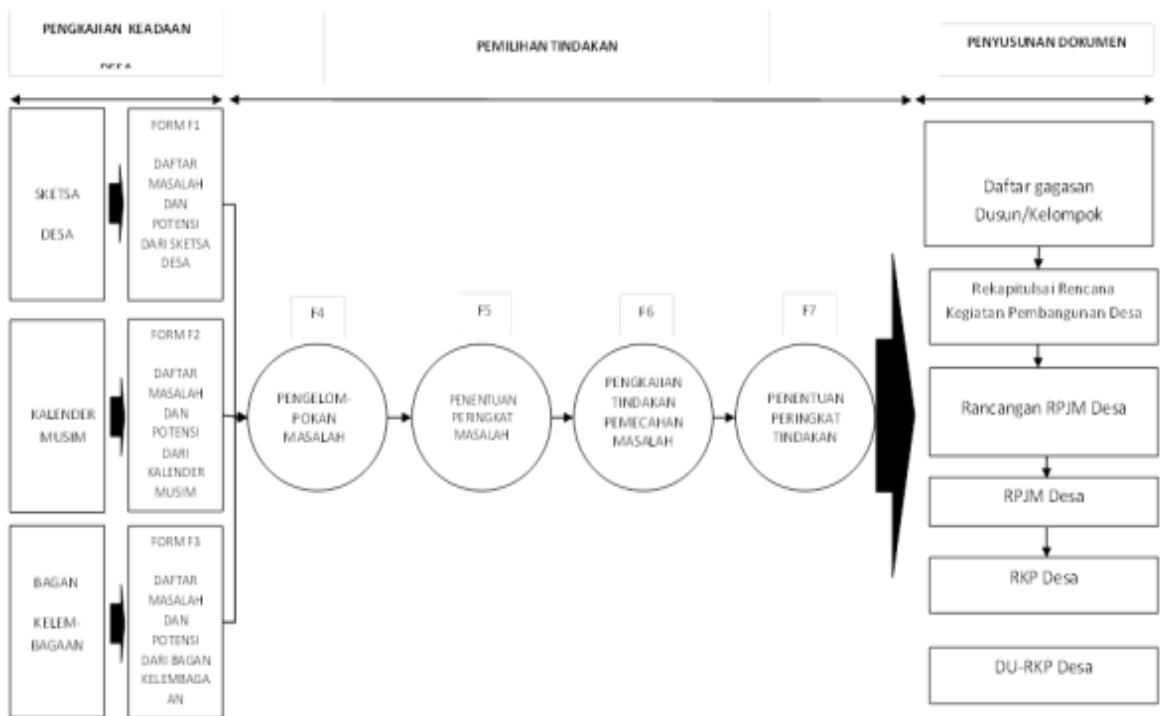 PENGKAJIAN KEADAAN
DESA
PEMILIHAN TINDAKAN
PENYUSUNAN DOKUMEN
SKETSA
DESA
FORM F1
DAFTAR
MASALAH
DAN
POTENSI
DARI SKETSA
DESA
KALENDER
MUSIM
FORM F2
DAFTAR
MASALAH
DAN
POTENSI
DARI
KALENDER
MUSIM
BAGAN
KELEM-
BAGAAN
FORM F3
DAFTAR
MASALAH
DAN
POTENSI
DARI BAGAN
KELEMBAGA
AN
F4
PENGELOM-
POKAN
MASALAH
F5
PENENTUAN
PERINGKAT
MASALAH
F6
PENGKAJIAN
TINDAKAN
PEMECAHAN
MASALAH
F7
PENENTUAN
PERINGKAT
TINDAKAN
Daftar gagasan
Dusun/Kelompok
Rekapitulsai Rencana
Kegiatan Pembangunan Desa
Rancangan RPJM Desa
RPJM Desa
RKP Desa
DU-RKP Desa